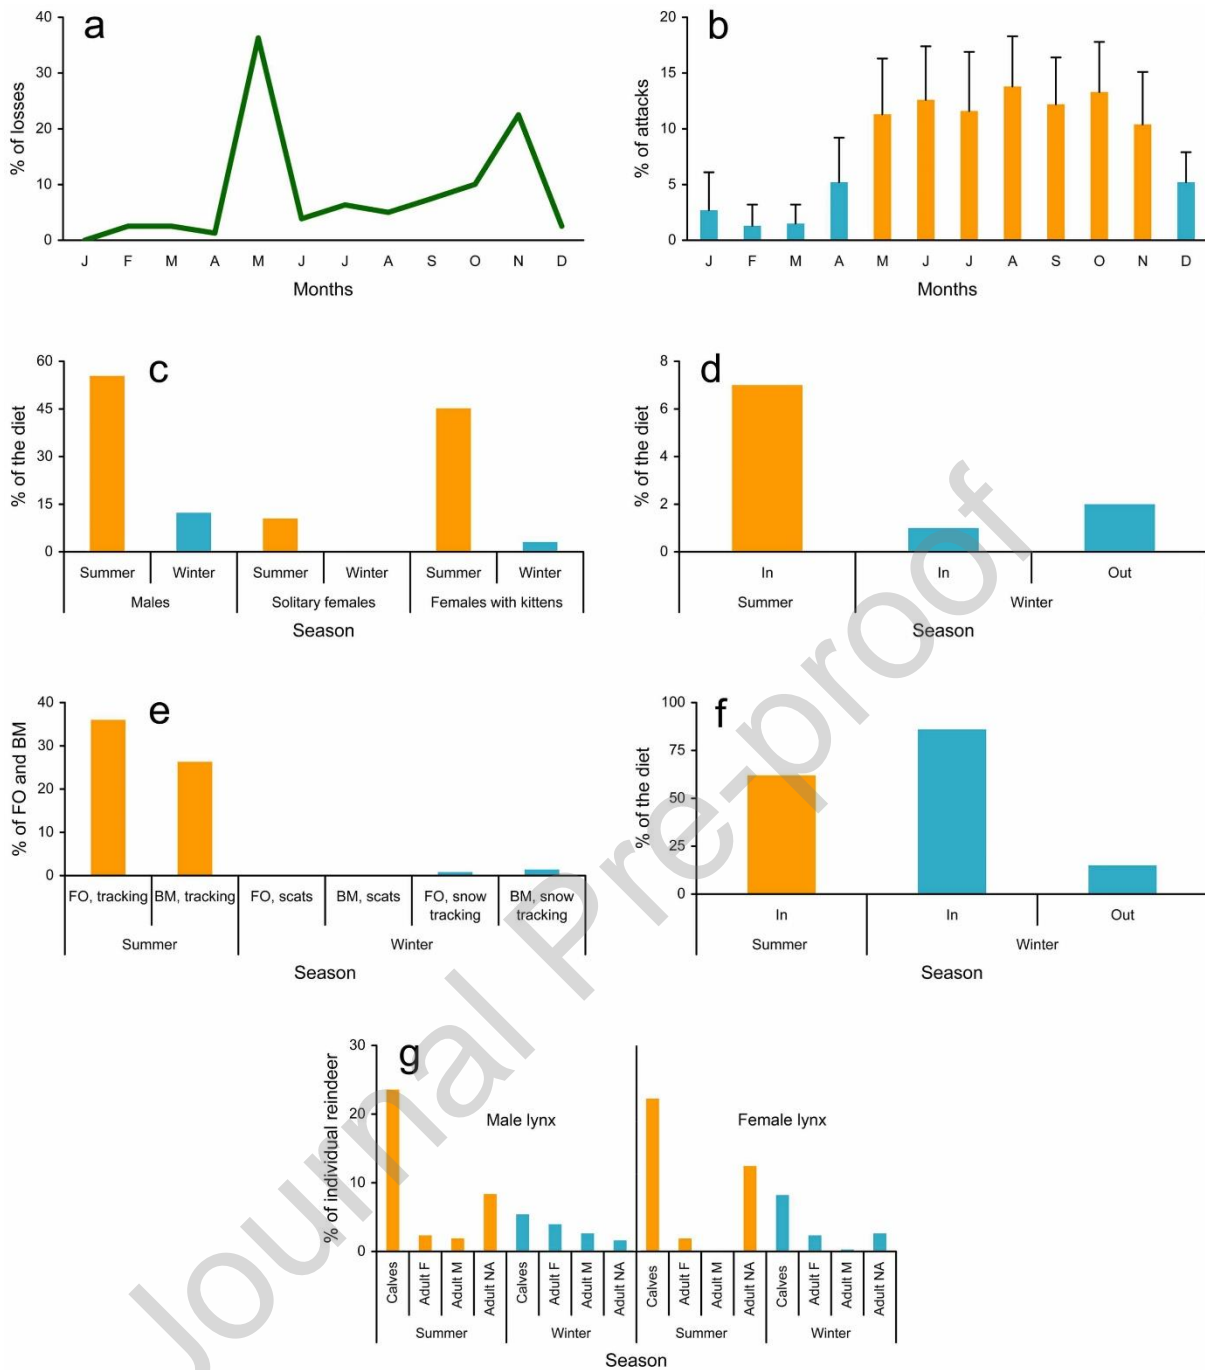 a
40
30
20
10
0
% of losses
J F M A M J J A S O N D
Months
b
20
15
10
5
0
% of attacks
J F M A M J J A S O N D
Months
c
60
45
30
15
0
% of the diet
Summer Winter Summer Winter Summer Winter
Males Solitary females Females with kittens
Season
d
8
6
4
2
0
% of the diet
In In Out
Summer Winter
Season
e
40
30
20
10
0
% of FO and BM
FO, tracking BM, tracking FO, scats BM, scats FO, snow tracking BM, snow tracking
Summer Winter
Season
f
100
75
50
25
0
% of the diet
In In Out
Summer Winter
Season
g
30
20
10
0
% of individual reindeer
Male lynx Female lynx
Calves Adult F Adult M Adult NA Calves Adult F Adult M Adult NA Calves Adult F Adult M Adult NA Calves Adult F Adult M Adult NA
Summer Winter Summer Winter
Season
Journal Pre-proof